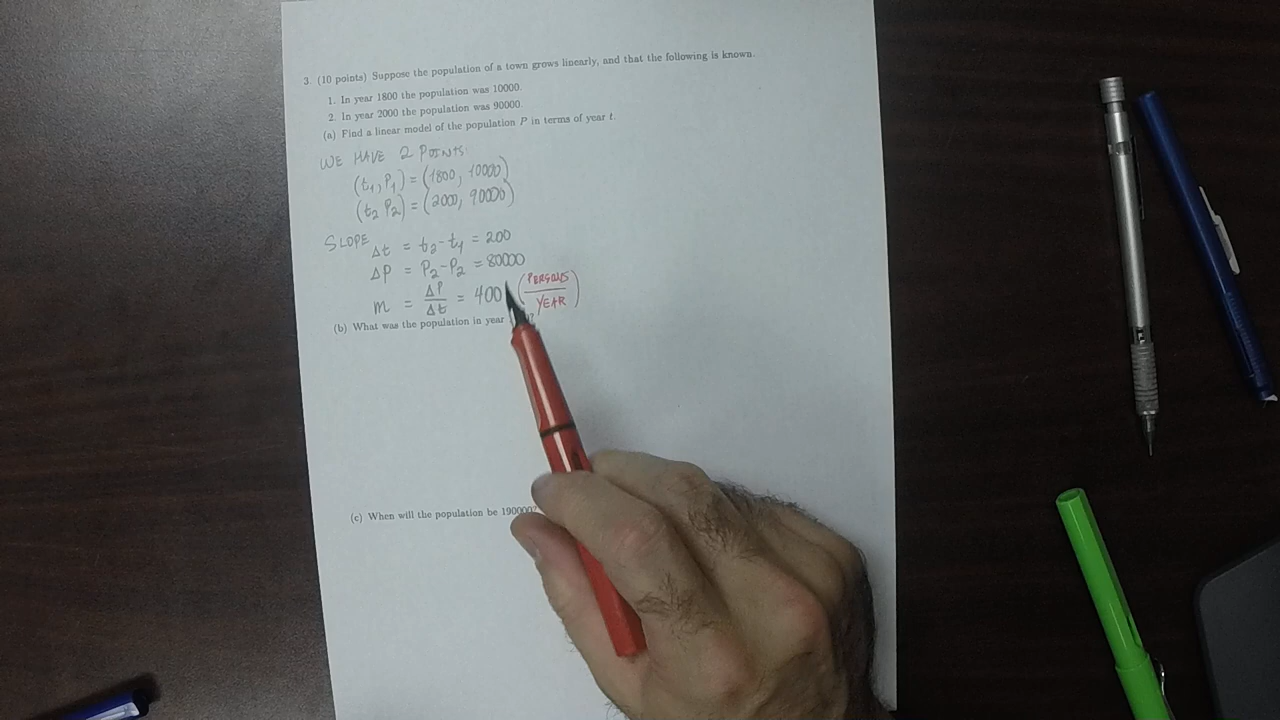 3. (10 points) Suppose the population of a town grows linearly, and that the following is known.
1. In year 1800 the population was 10000.
2. In year 2000 the population was 90000.
(a) Find a linear model of the population P in terms of year t.
WE HAVE 2 POINTS:
(t₁, P₁) = (1800, 10000)
(t₂ P₂) = (2000, 90000)
SLOPE
Δt = t₂ - t₁ = 200
ΔP = P₂ - P₂ = 80000
m = ΔP/Δt = 400 (PERSONS/YEAR)
(b) What was the population in year
(c) When will the population be 190000?